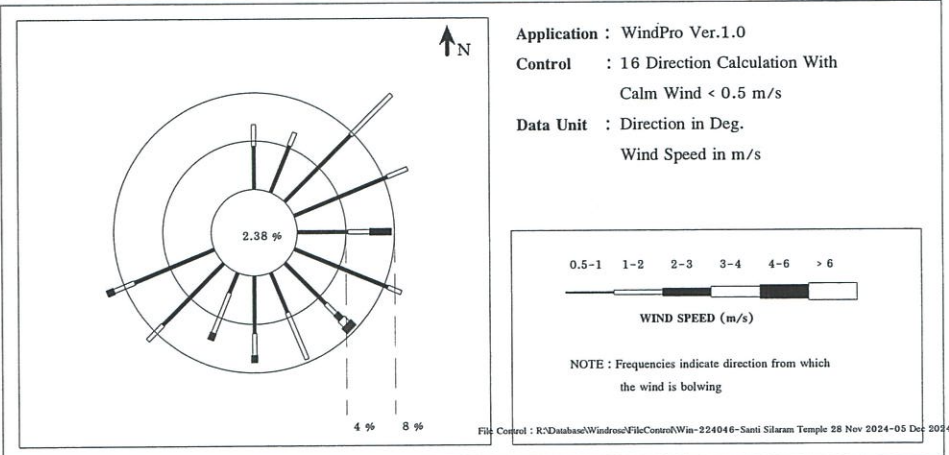 N
2.38 %
4 % 8 %
Application : WindPro Ver.1.0
Control : 16 Direction Calculation With
Calm Wind < 0.5 m/s
Data Unit : Direction in Deg.
Wind Speed in m/s
0.5-1 1-2 2-3 3-4 4-6 > 6
WIND SPEED (m/s)
NOTE : Frequencies indicate direction from which
the wind is bolwing
File Control : R:\Database\Windrose\FileControl\Win-224046-Santi Silaram Temple 28 Nov 2024-05 Dec 2024